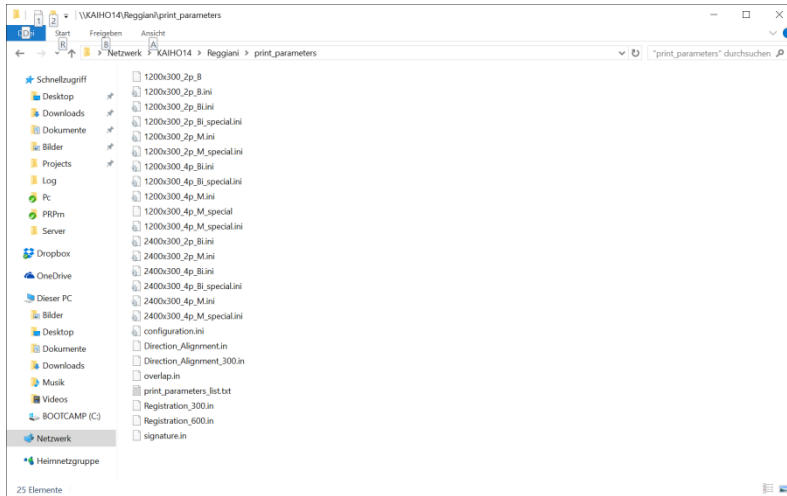 1 2 \\KAIHO14\Reggiani\print_parameters
D Start Freigeben Ansicht
R B A
Netzwerk KAIHO14 Reggiani print_parameters "print_parameters" durchsuchen
Schnellzugriff
Desktop
Downloads
Dokumente
Bilder
Projects
Log
Pc
PRPm
Server
Dropbox
OneDrive
Dieser PC
Bilder
Desktop
Dokumente
Downloads
Musik
Videos
BOOTCAMP (C:)
Netzwerk
Heimnetzgruppe
1200x300_2p_B
1200x300_2p_B.ini
1200x300_2p_Bi.ini
1200x300_2p_Bi_special.ini
1200x300_2p_M.ini
1200x300_2p_M_special.ini
1200x300_4p_Bi.ini
1200x300_4p_Bi_special.ini
1200x300_4p_M.ini
1200x300_4p_M_special
1200x300_4p_M_special.ini
2400x300_2p_Bi.ini
2400x300_2p_M.ini
2400x300_4p_Bi.ini
2400x300_4p_Bi_special.ini
2400x300_4p_M.ini
2400x300_4p_M_special.ini
configuration.ini
Direction_Alignment.in
Direction_Alignment_300.in
overlap.in
print_parameters_list.txt
Registration_300.in
Registration_600.in
signature.in
25 Elemente